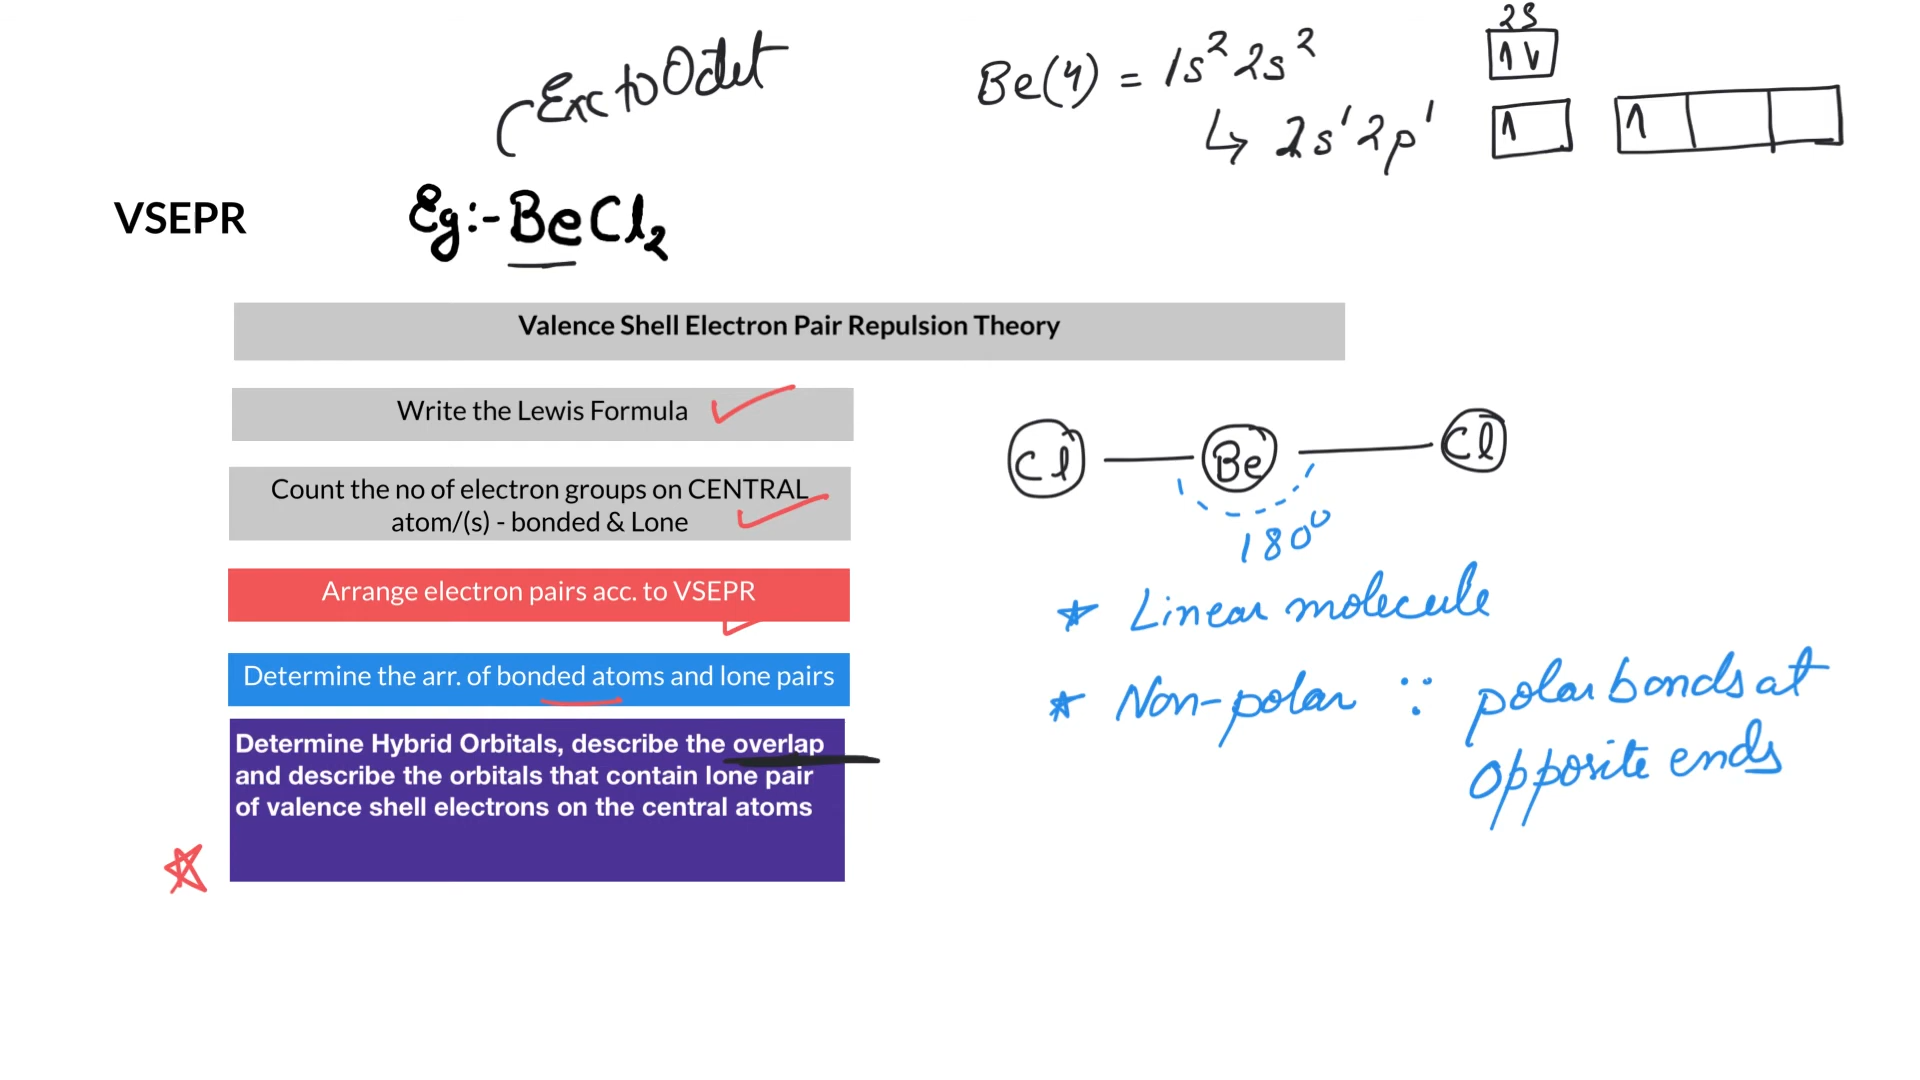 (Exc to Octet
Be(4) = 1s² 2s²
↳ 2s¹ 2p¹
2S
1 1
VSEPR
Eg:- BeCl₂
Valence Shell Electron Pair Repulsion Theory
Write the Lewis Formula
Count the no of electron groups on CENTRAL
atom/(s) - bonded & Lone
Arrange electron pairs acc. to VSEPR
Determine the arr. of bonded atoms and lone pairs
Determine Hybrid Orbitals, describe the overlap
and describe the orbitals that contain lone pair
of valence shell electrons on the central atoms
Cl — Be — Cl
180°
* Linear molecule
* Non-polar ∵ polar bonds at
opposite ends